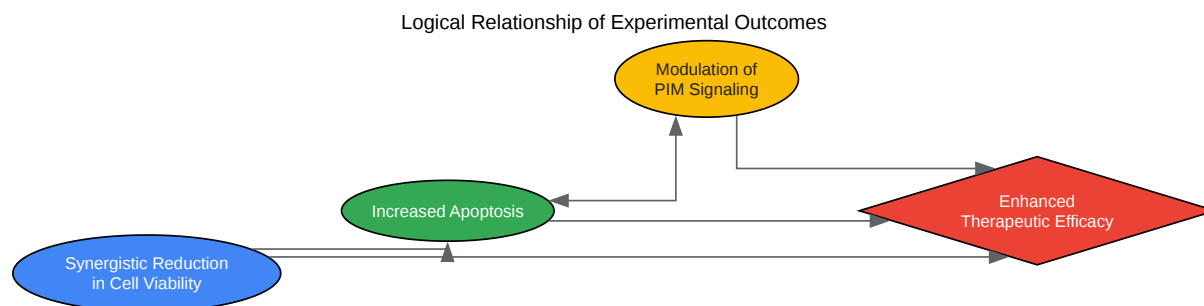 Logical Relationship of Experimental Outcomes
Modulation of
PIM Signaling
Increased Apoptosis
Enhanced
Therapeutic Efficacy
Synergistic Reduction
in Cell Viability